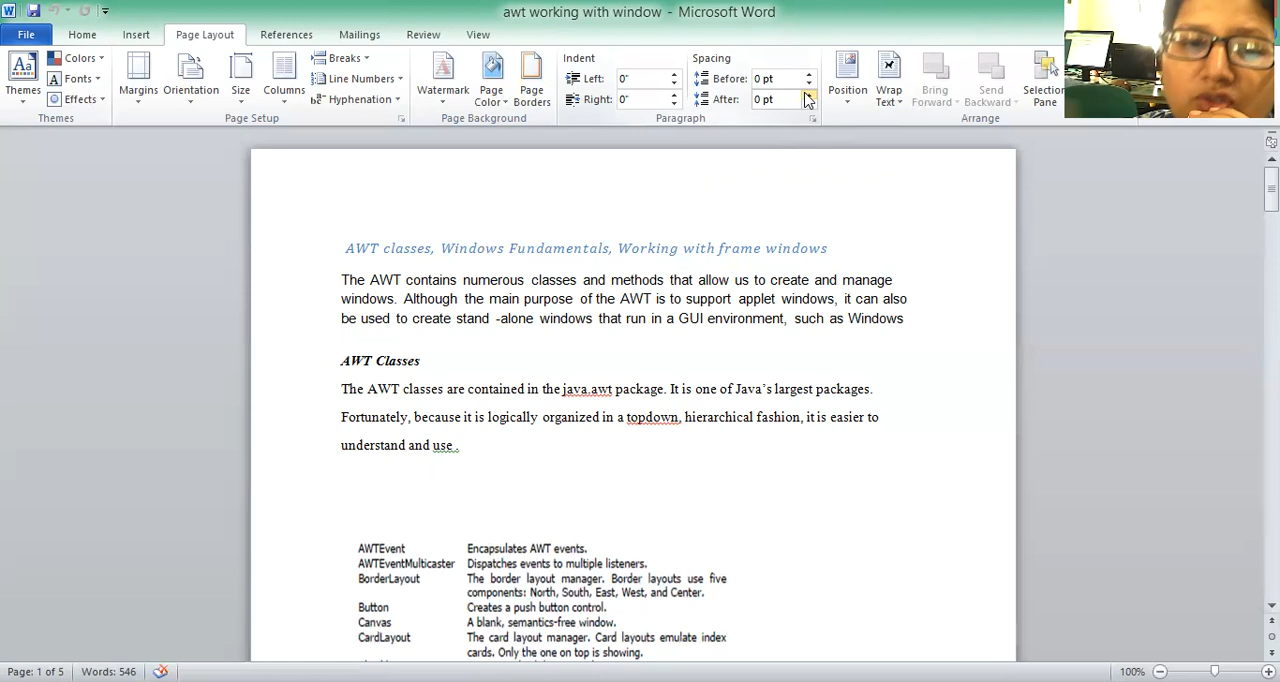 awt working with window - Microsoft Word
File Home Insert Page Layout References Mailings Review View
Themes
Colors
Fonts
Effects
Themes
Margins Orientation Size Columns
Breaks
Line Numbers
Hyphenation
Page Setup
Watermark Page Color Page Borders
Page Background
Indent
Left: 0"
Right: 0"
Spacing
Before: 0 pt
After: 0 pt
Paragraph
Position Wrap Text Bring Forward Send Backward Selection Pane
Arrange
AWT classes, Windows Fundamentals, Working with frame windows
The AWT contains numerous classes and methods that allow us to create and manage
windows. Although the main purpose of the AWT is to support applet windows, it can also
be used to create stand -alone windows that run in a GUI environment, such as Windows
AWT Classes
The AWT classes are contained in the java.awt package. It is one of Java's largest packages.
Fortunately, because it is logically organized in a topdown, hierarchical fashion, it is easier to
understand and use .
AWTEvent Encapsulates AWT events.
AWTEventMulticaster Dispatches events to multiple listeners.
BorderLayout The border layout manager. Border layouts use five
components: North, South, East, West, and Center.
Button Creates a push button control.
Canvas A blank, semantics-free window.
CardLayout The card layout manager. Card layouts emulate index
cards. Only the one on top is showing.
Page: 1 of 5 Words: 546 100%